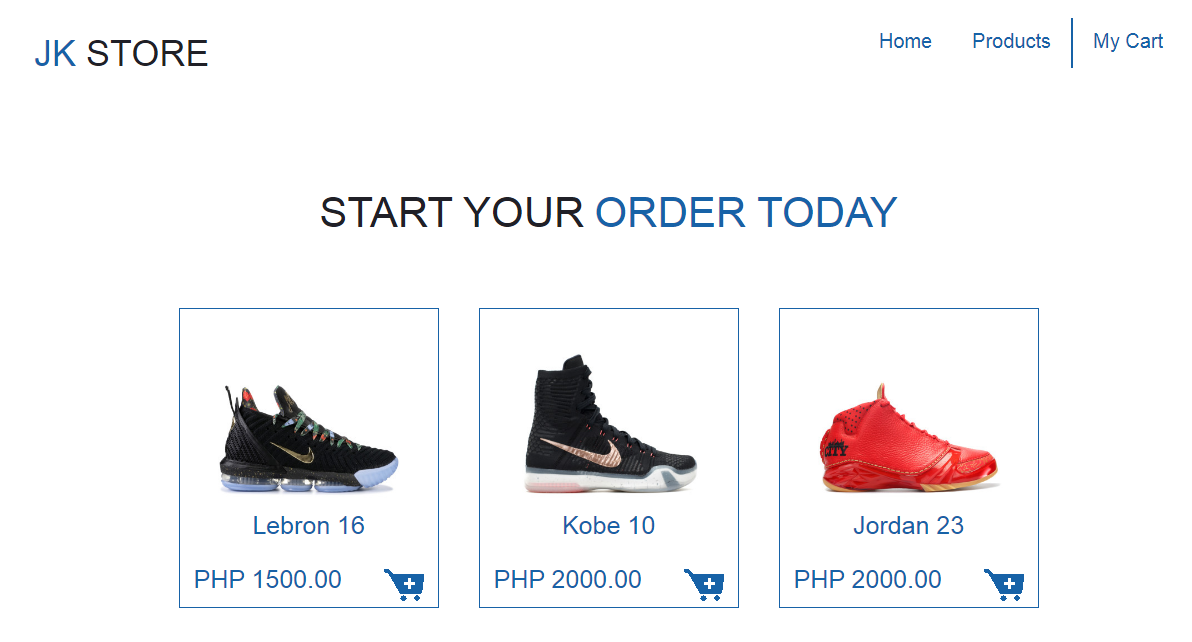 JK STORE
Home
Products
My Cart
START YOUR ORDER TODAY
CITY
Lebron 16
Kobe 10
Jordan 23
PHP 1500.00
PHP 2000.00
PHP 2000.00